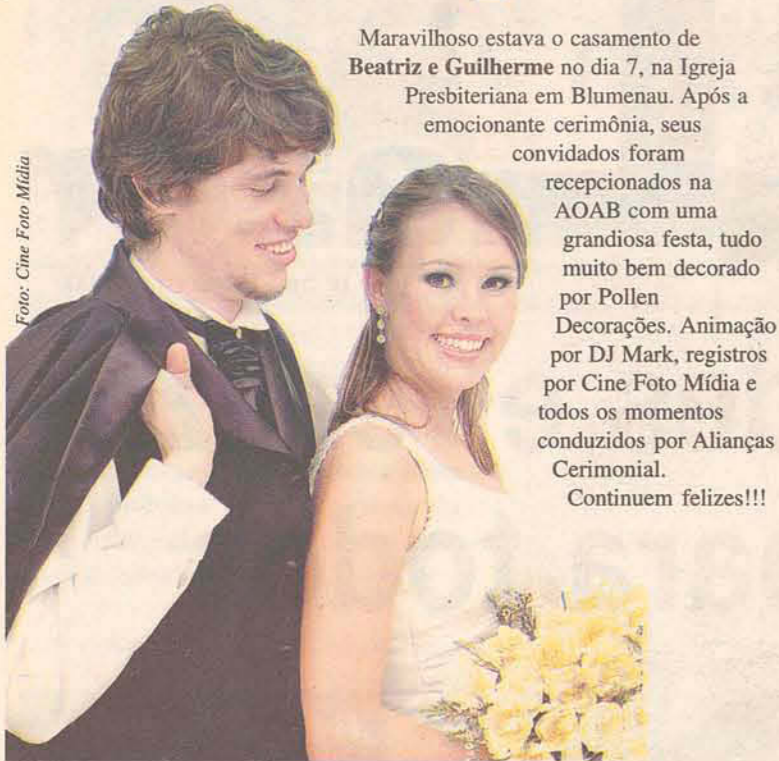 Maravilhoso estava o casamento de
Beatriz e Guilherme no dia 7, na Igreja
Presbiteriana em Blumenau. Após a
emocionante cerimônia, seus
convidados foram
recepcionados na
AOAB com uma
grandiosa festa, tudo
muito bem decorado
por Pollen
Decorações. Animação
por DJ Mark, registros
por Cine Foto Mídia e
todos os momentos
conduzidos por Alianças
Cerimonial.
Continuem felizes!!!
Foto: Cine Foto Mídia